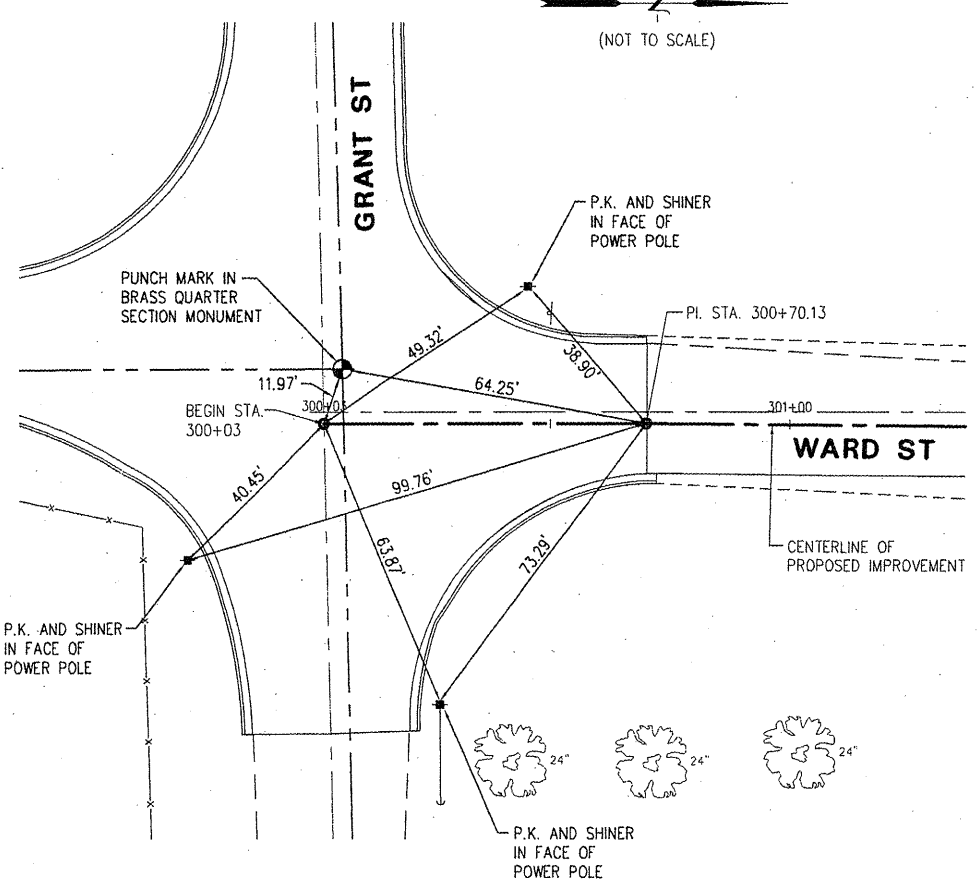 (NOT TO SCALE)
GRANT ST
P.K. AND SHINER
IN FACE OF
POWER POLE
PUNCH MARK IN
BRASS QUARTER
SECTION MONUMENT
PI. STA. 300+70.13
49.32'
38.90'
11.97'
64.25'
BEGIN STA.
300+03
300+03
301+00
WARD ST
40.45'
99.76'
63.87'
73.29'
CENTERLINE OF
PROPOSED IMPROVEMENT
P.K. AND SHINER
IN FACE OF
POWER POLE
24"
24"
24"
P.K. AND SHINER
IN FACE OF
POWER POLE